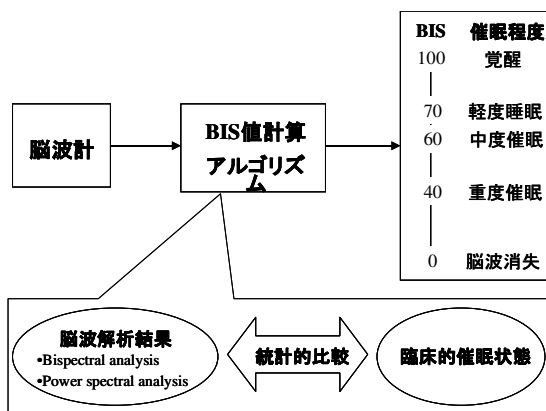 BIS 催眠程度
100 覚醒
70 軽度睡眠
60 中度催眠
40 重度催眠
0 脳波消失
脳波計
BIS値計算
アルゴリズ
ム
脳波解析結果
•Bispectral analysis
•Power spectral analysis
統計的比較
臨床的催眠状態